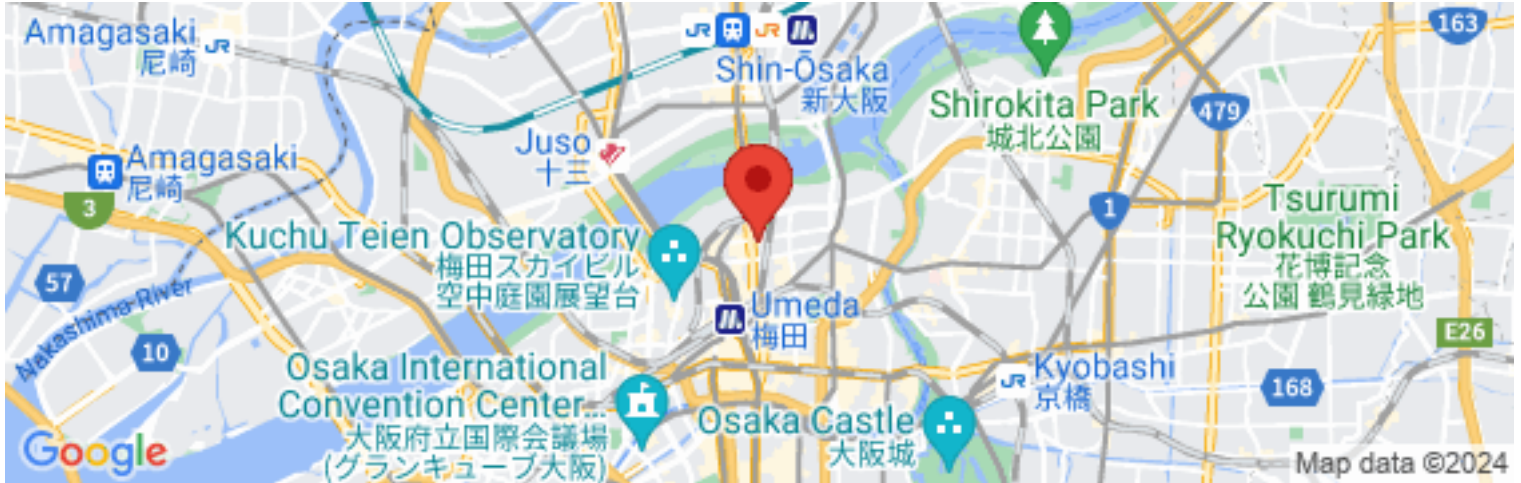 Amagasaki
尼崎
JR
JR
JR
Shin-Ōsaka
新大阪
163
Shirokita Park
城北公園
479
Juso
十三
Amagasaki
尼崎
3
1
Tsurumi
Ryokuchi Park
花博記念
公園 鶴見緑地
Kuchu Teien Observatory
梅田スカイビル
空中庭園展望台
57
Nakashima River
10
Umeda
梅田
E26
Osaka International
Convention Center...
大阪府立国際会議場
(グランキューブ大阪)
JR
Kyobashi
京橋
168
Osaka Castle
大阪城
Google
Map data ©2024